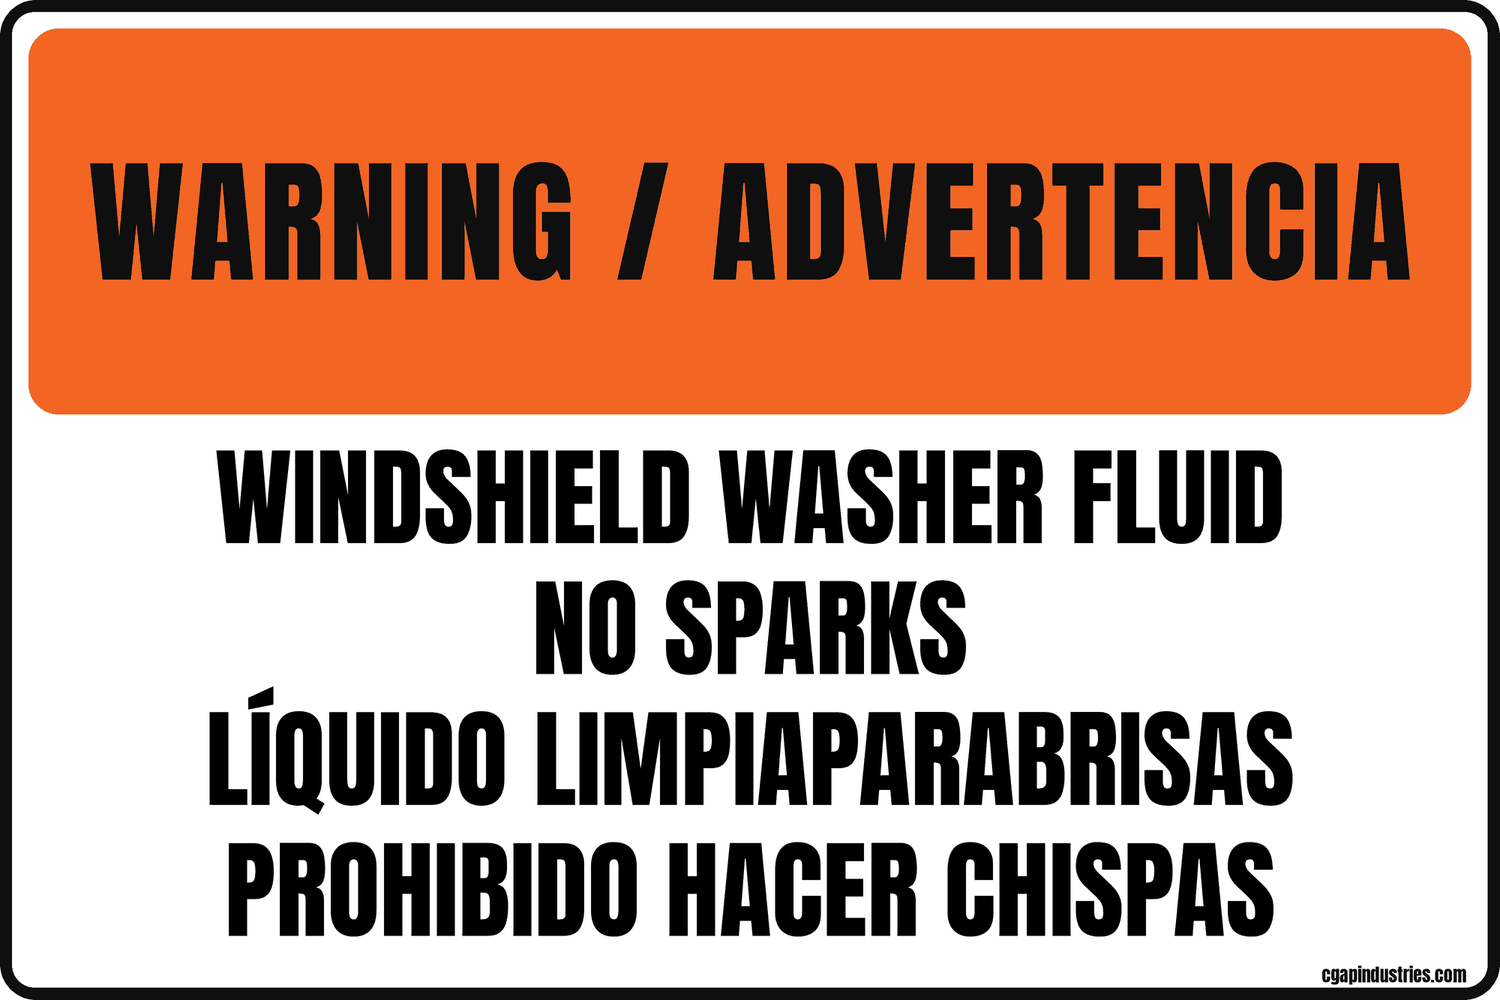 WARNING / ADVERTENCIA
WINDSHIELD WASHER FLUID
NO SPARKS
LÍQUIDO LIMPIAPARABRISAS
PROHIBIDO HACER CHISPAS
cgapindustries.com